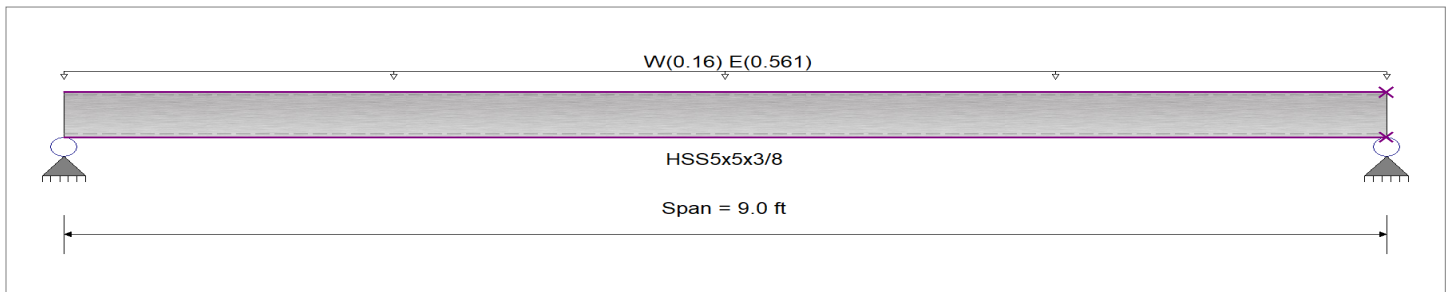 W(0.16) E(0.561)
HSS5x5x3/8
Span = 9.0 ft